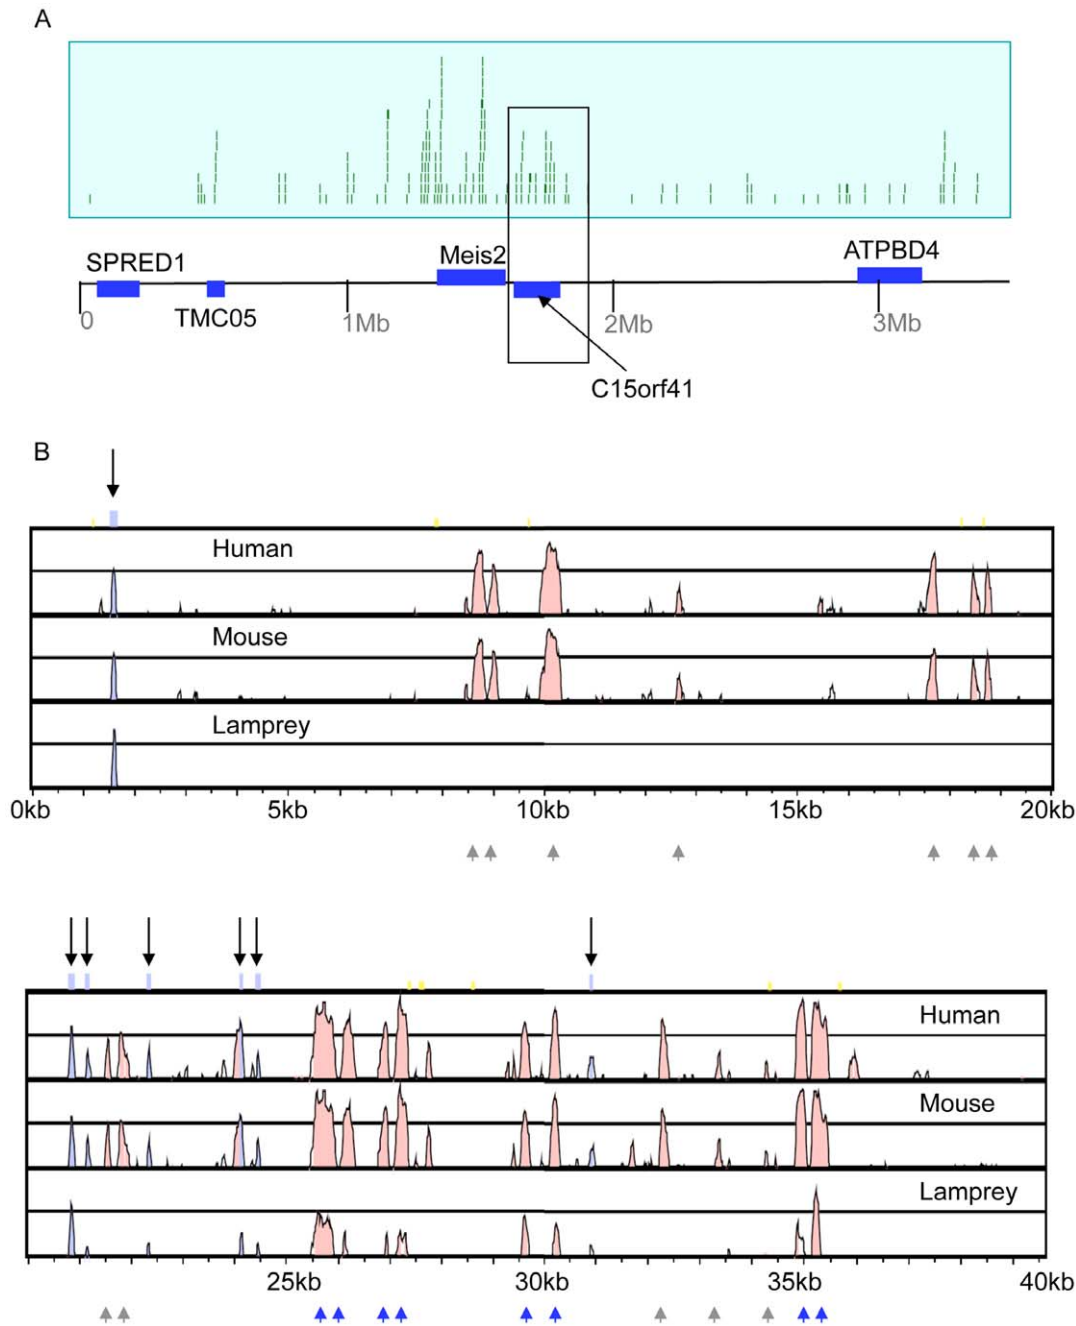 A
SPRED1
Meis2
ATPBD4
TMC05
0
1Mb
2Mb
3Mb
C15orf41
B
Human
Mouse
Lamprey
0kb 5kb 10kb 15kb 20kb
Human
Mouse
Lamprey
25kb 30kb 35kb 40kb